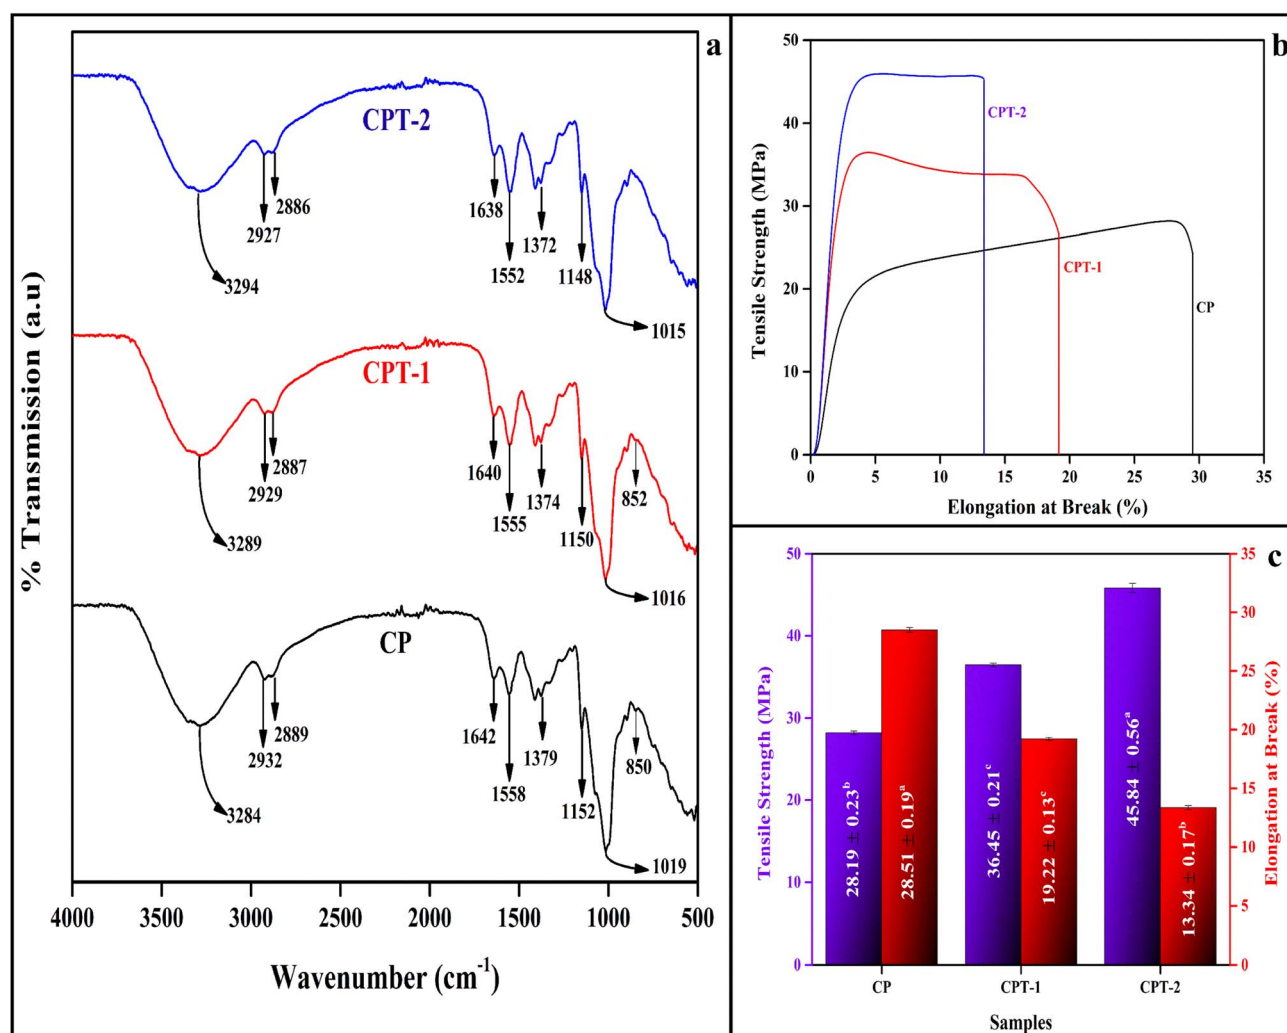 a
% Transmission (a.u)
CPT-2
2886
2927
3294
1638
1552
1372
1148
1015
CPT-1
2887
2929
3289
1640
1555
1374
1150
852
1016
CP
2889
2932
3284
1642
1558
1379
1152
850
1019
4000 3500 3000 2500 2000 1500 1000 500
Wavenumber (cm-1)
b
Tensile Strength (MPa)
50
40
30
20
10
0
CPT-2
CPT-1
CP
0 5 10 15 20 25 30 35
Elongation at Break (%)
c
Tensile Strength (MPa)
50
40
30
20
10
0
28.19 ± 0.23b
28.51 ± 0.19a
36.45 ± 0.21c
19.22 ± 0.13c
45.84 ± 0.56a
13.34 ± 0.17b
35
30
25
20
15
10
5
0
Elongation at Break (%)
CP CPT-1 CPT-2
Samples